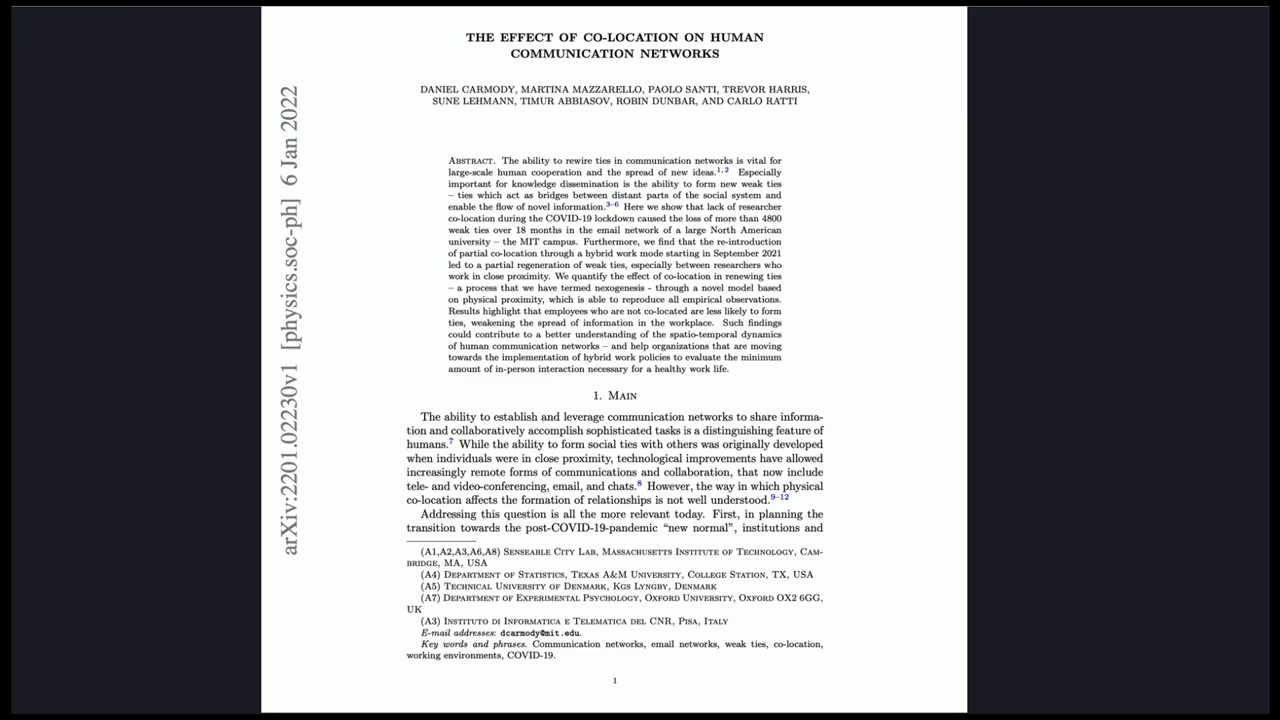 THE EFFECT OF CO-LOCATION ON HUMAN
COMMUNICATION NETWORKS
DANIEL CARMODY, MARTINA MAZZARELLO, PAOLO SANTI, TREVOR HARRIS,
SUNE LEHMANN, TIMUR ABBIASOV, ROBIN DUNBAR, AND CARLO RATTI
arXiv:2201.02230v1 [physics.soc-ph] 6 Jan 2022
ABSTRACT. The ability to rewire ties in communication networks is vital for
large-scale human cooperation and the spread of new ideas.1,2 Especially
important for knowledge dissemination is the ability to form new weak ties
– ties which act as bridges between distant parts of the social system and
enable the flow of novel information.3–6 Here we show that lack of researcher
co-location during the COVID-19 lockdown caused the loss of more than 4800
weak ties over 18 months in the email network of a large North American
university – the MIT campus. Furthermore, we find that the re-introduction
of partial co-location through a hybrid work mode starting in September 2021
led to a partial regeneration of weak ties, especially between researchers who
work in close proximity. We quantify the effect of co-location in renewing ties
– a process that we have termed nexogenesis - through a novel model based
on physical proximity, which is able to reproduce all empirical observations.
Results highlight that employees who are not co-located are less likely to form
ties, weakening the spread of information in the workplace. Such findings
could contribute to a better understanding of the spatio-temporal dynamics
of human communication networks – and help organizations that are moving
towards the implementation of hybrid work policies to evaluate the minimum
amount of in-person interaction necessary for a healthy work life.
1. MAIN
The ability to establish and leverage communication networks to share informa-
tion and collaboratively accomplish sophisticated tasks is a distinguishing feature of
humans.7 While the ability to form social ties with others was originally developed
when individuals were in close proximity, technological improvements have allowed
increasingly remote forms of communications and collaboration, that now include
tele- and video-conferencing, email, and chats.8 However, the way in which physical
co-location affects the formation of relationships is not well understood.9–12
Addressing this question is all the more relevant today. First, in planning the
transition towards the post-COVID-19-pandemic “new normal”, institutions and
(A1,A2,A3,A6,A8) SENSEABLE CITY LAB, MASSACHUSETTS INSTITUTE OF TECHNOLOGY, CAM-
BRIDGE, MA, USA
(A4) DEPARTMENT OF STATISTICS, TEXAS A&M UNIVERSITY, COLLEGE STATION, TX, USA
(A5) TECHNICAL UNIVERSITY OF DENMARK, KGS LYNGBY, DENMARK
(A7) DEPARTMENT OF EXPERIMENTAL PSYCHOLOGY, OXFORD UNIVERSITY, OXFORD OX2 6GG,
UK
(A3) INSTITUTO DI INFORMATICA E TELEMATICA DEL CNR, PISA, ITALY
E-mail addresses: dcarmody@mit.edu.
Key words and phrases. Communication networks, email networks, weak ties, co-location,
working environments, COVID-19.
1